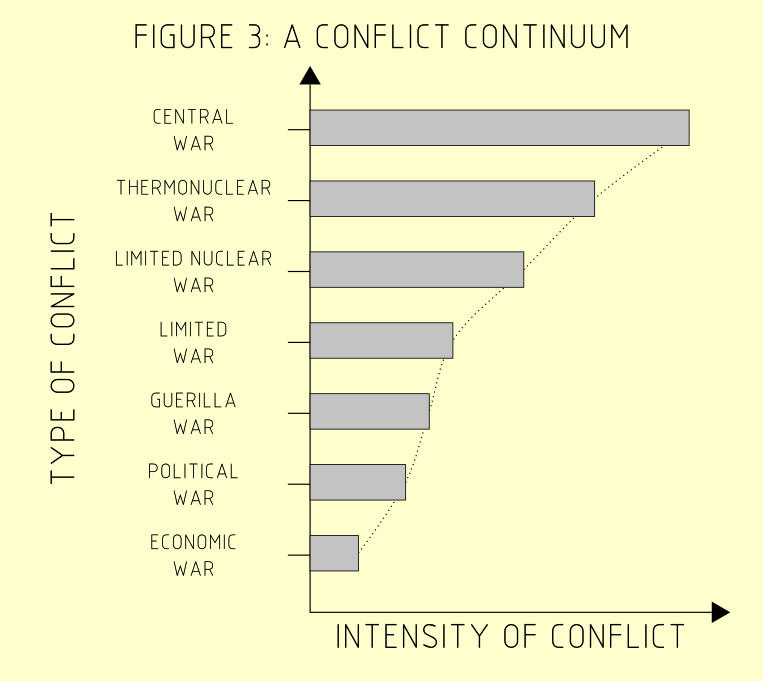 FIGURE 3: A CONFLICT CONTINUUM
CENTRAL
WAR
THERMONUCLEAR
WAR
LIMITED NUCLEAR
WAR
LIMITED
WAR
GUERILLA
WAR
POLITICAL
WAR
ECONOMIC
WAR
TYPE OF CONFLICT
INTENSITY OF CONFLICT